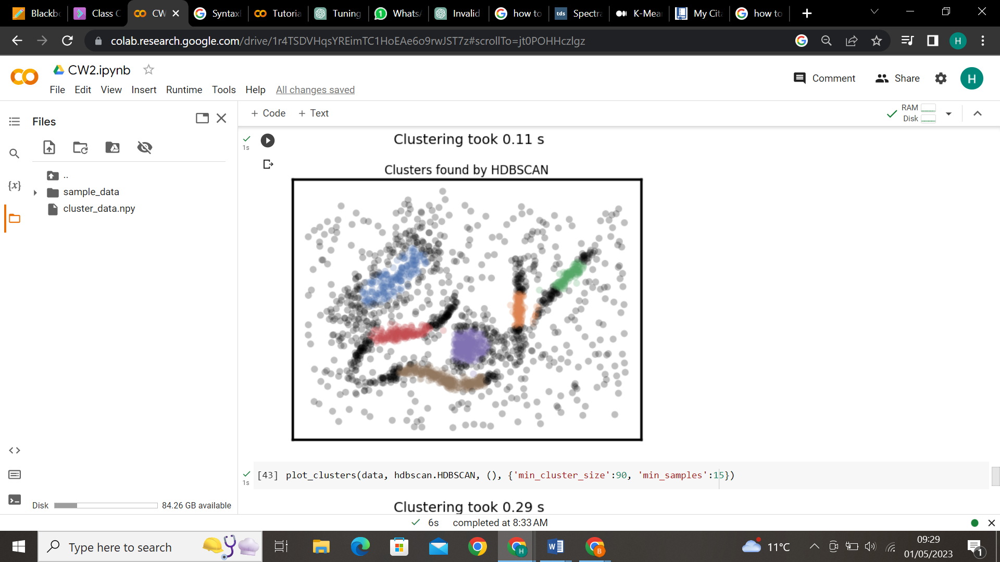 Blackb
Class C
CW
Syntax
Tutoria
Tuning
1
Whats
Invalid
how to
tds
Spectra
K-Mea
My Cit
how to
colab.research.google.com/drive/1r4TSDVHqsYREimTC1HoEAe6o9rwJST7z#scrollTo=jt0POHHczlgz
H
CW2.ipynb
Comment
Share
H
File Edit View Insert Runtime Tools Help All changes saved
Files
+ Code + Text
RAM
Disk
{x}
..
sample_data
cluster_data.npy
1s
Clustering took 0.11 s
Clusters found by HDBSCAN
1s
[43] plot_clusters(data, hdbscan.HDBSCAN, (), {'min_cluster_size':90, 'min_samples':15})
Disk 84.26 GB available
Clustering took 0.29 s
6s completed at 8:33 AM
Type here to search
H
W
B
11°C
09:29
01/05/2023
1